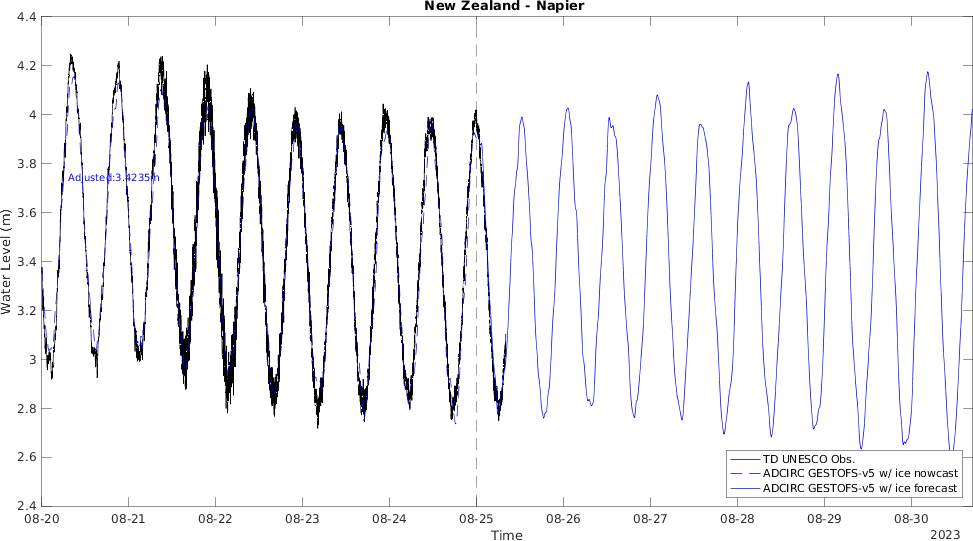 New Zealand - Napier
4.4
4.2
4
3.8
3.6
3.4
3.2
3
2.8
2.6
2.4
Water Level (m)
Adjusted:3.4235m
TD UNESCO Obs.
ADCIRC GESTOFS-v5 w/ ice nowcast
ADCIRC GESTOFS-v5 w/ ice forecast
08-20 08-21 08-22 08-23 08-24 08-25 08-26 08-27 08-28 08-29 08-30
2023
Time